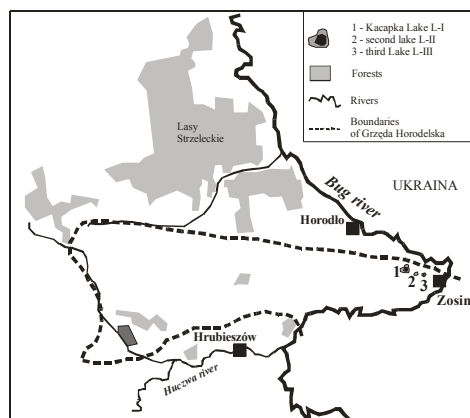 1 - Kacapka Lake L-I
2 - second lake L-II
3 - third Lake L-III
Forests
Rivers
Boundaries
of Grzęda Horodelska
Lasy
Strzeleckie
Bug river
UKRAINA
Horodło
1
2
3
Zosin
Hrubieszów
Huczwa river